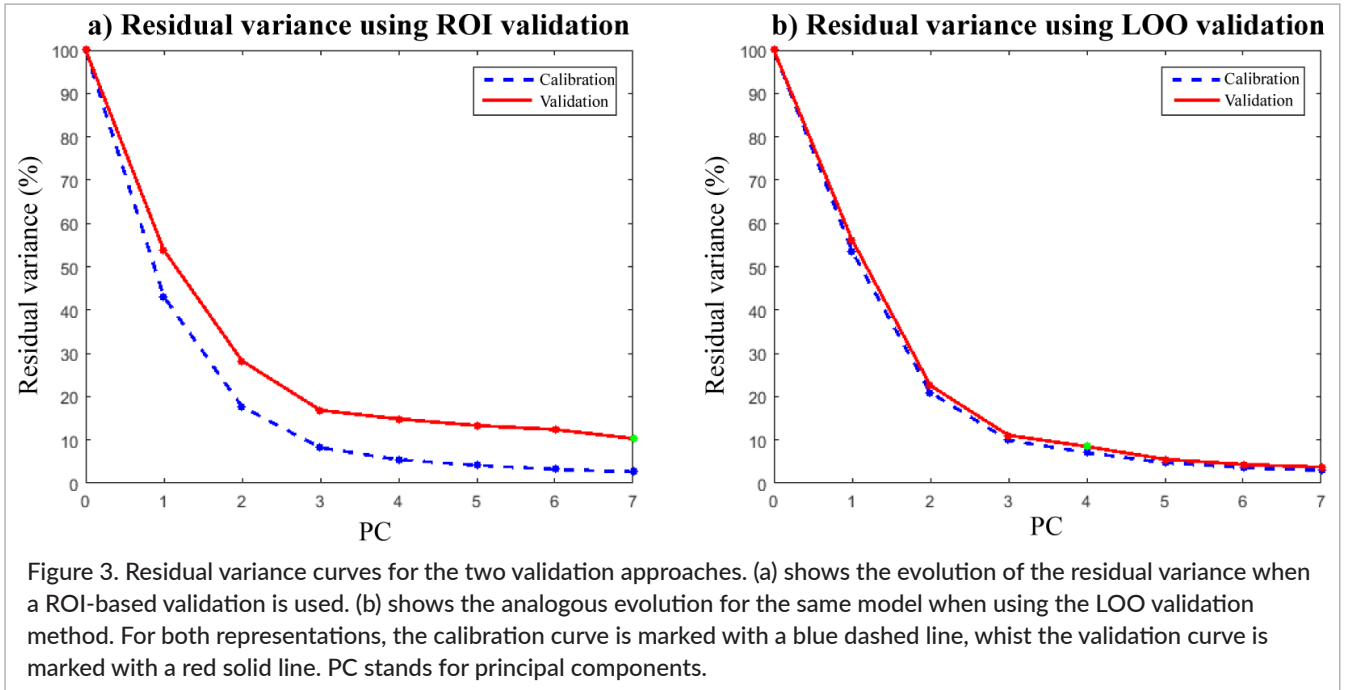 a) Residual variance using ROI validation
100
90
80
70
60
50
40
30
20
10
0
Residual variance (%)
0 1 2 3 4 5 6 7
PC
Calibration
Validation
b) Residual variance using LOO validation
100
90
80
70
60
50
40
30
20
10
0
Residual variance (%)
0 1 2 3 4 5 6 7
PC
Calibration
Validation
Figure 3. Residual variance curves for the two validation approaches. (a) shows the evolution of the residual variance when
a ROI-based validation is used. (b) shows the analogous evolution for the same model when using the LOO validation
method. For both representations, the calibration curve is marked with a blue dashed line, whist the validation curve is
marked with a red solid line. PC stands for principal components.